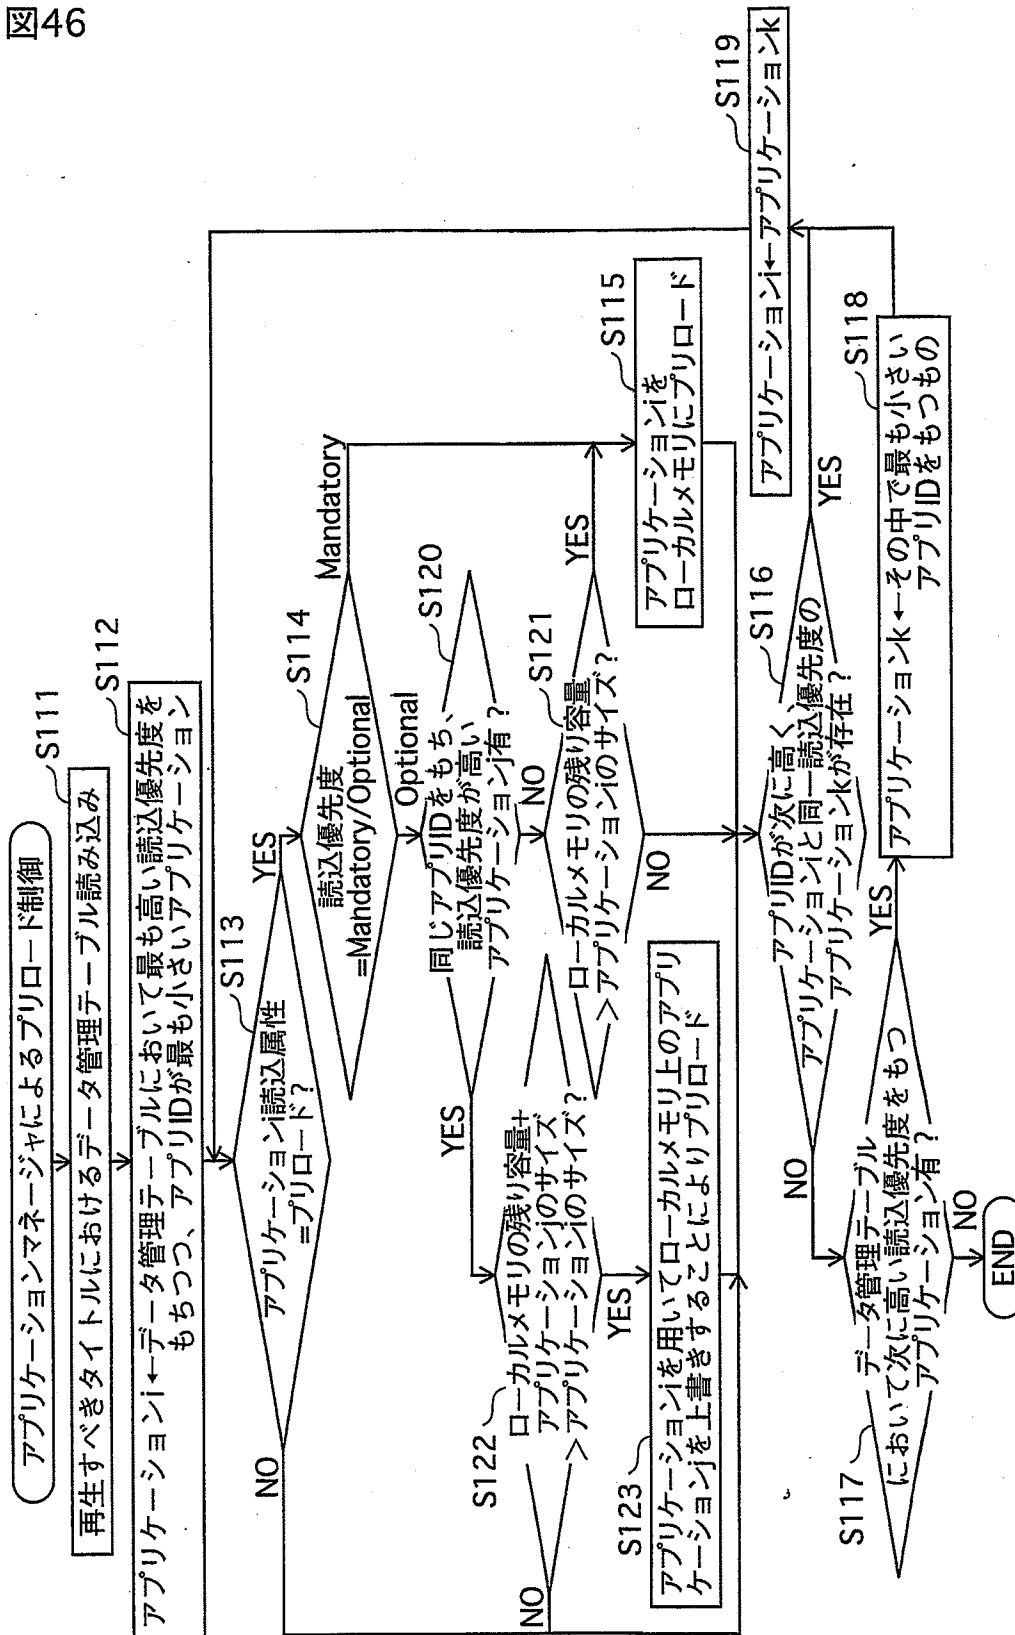 図46
アプリケーションマネージャによるプリロード制御
S111
再生すべきタイトルにおけるデータ管理テーブル読み込み
S112
アプリケーションi←データ管理テーブルにおいて最も高い読込優先度を
もちつつ、アプリIDが最も小さいアプリケーション
S113
アプリケーションi読込属性
=プリロード?
YES
NO
S114
読込優先度
=Mandatory/Optional
Mandatory
Optional
S120
同じアプリIDをもち、
読込優先度が高い
アプリケーションj有?
YES
NO
S121
ローカルメモリの残り容量
>アプリケーションiのサイズ?
YES
NO
S115
アプリケーションiを
ローカルメモリにプリロード
S122
ローカルメモリの残り容量+
アプリケーションjのサイズ
>アプリケーションiのサイズ?
NO
YES
S123
アプリケーションiを用いてローカルメモリ上のアプリ
ケーションjを上書きすることによりプリロード
S116
アプリIDが次に高く、
アプリケーションiと同一読込優先度の
アプリケーションkが存在?
YES
NO
S117
データ管理テーブル
において次に高い読込優先度をもつ
アプリケーション有?
YES
NO
END
S118
アプリケーションk←その中で最も小さい
アプリIDをもつもの
S119
アプリケーションi←アプリケーションk